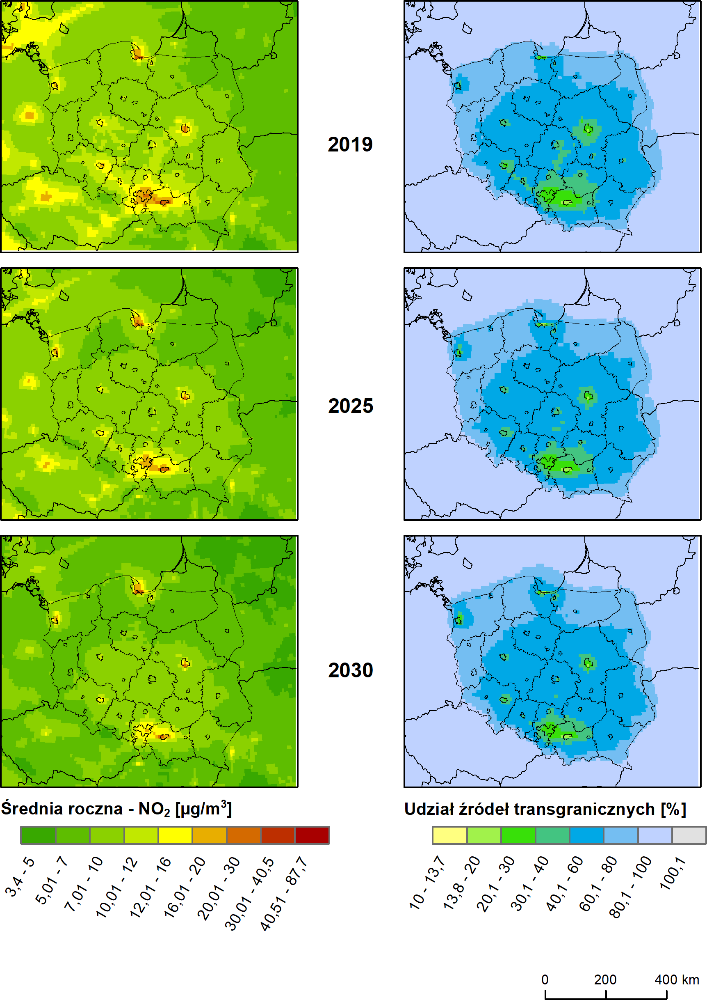 2019
2025
2030
Średnia roczna - NO₂ [µg/m³]
3,4 - 5
5,01 - 7
7,01 - 10
10,01 - 12
12,01 - 16
16,01 - 20
20,01 - 30
30,01 - 40,5
40,51 - 87,7
Udział źródeł transgranicznych [%]
10 - 13,7
13,8 - 20
20,1 - 30
30,1 - 40
40,1 - 60
60,1 - 80
80,1 - 100
100,1
0 200 400 km